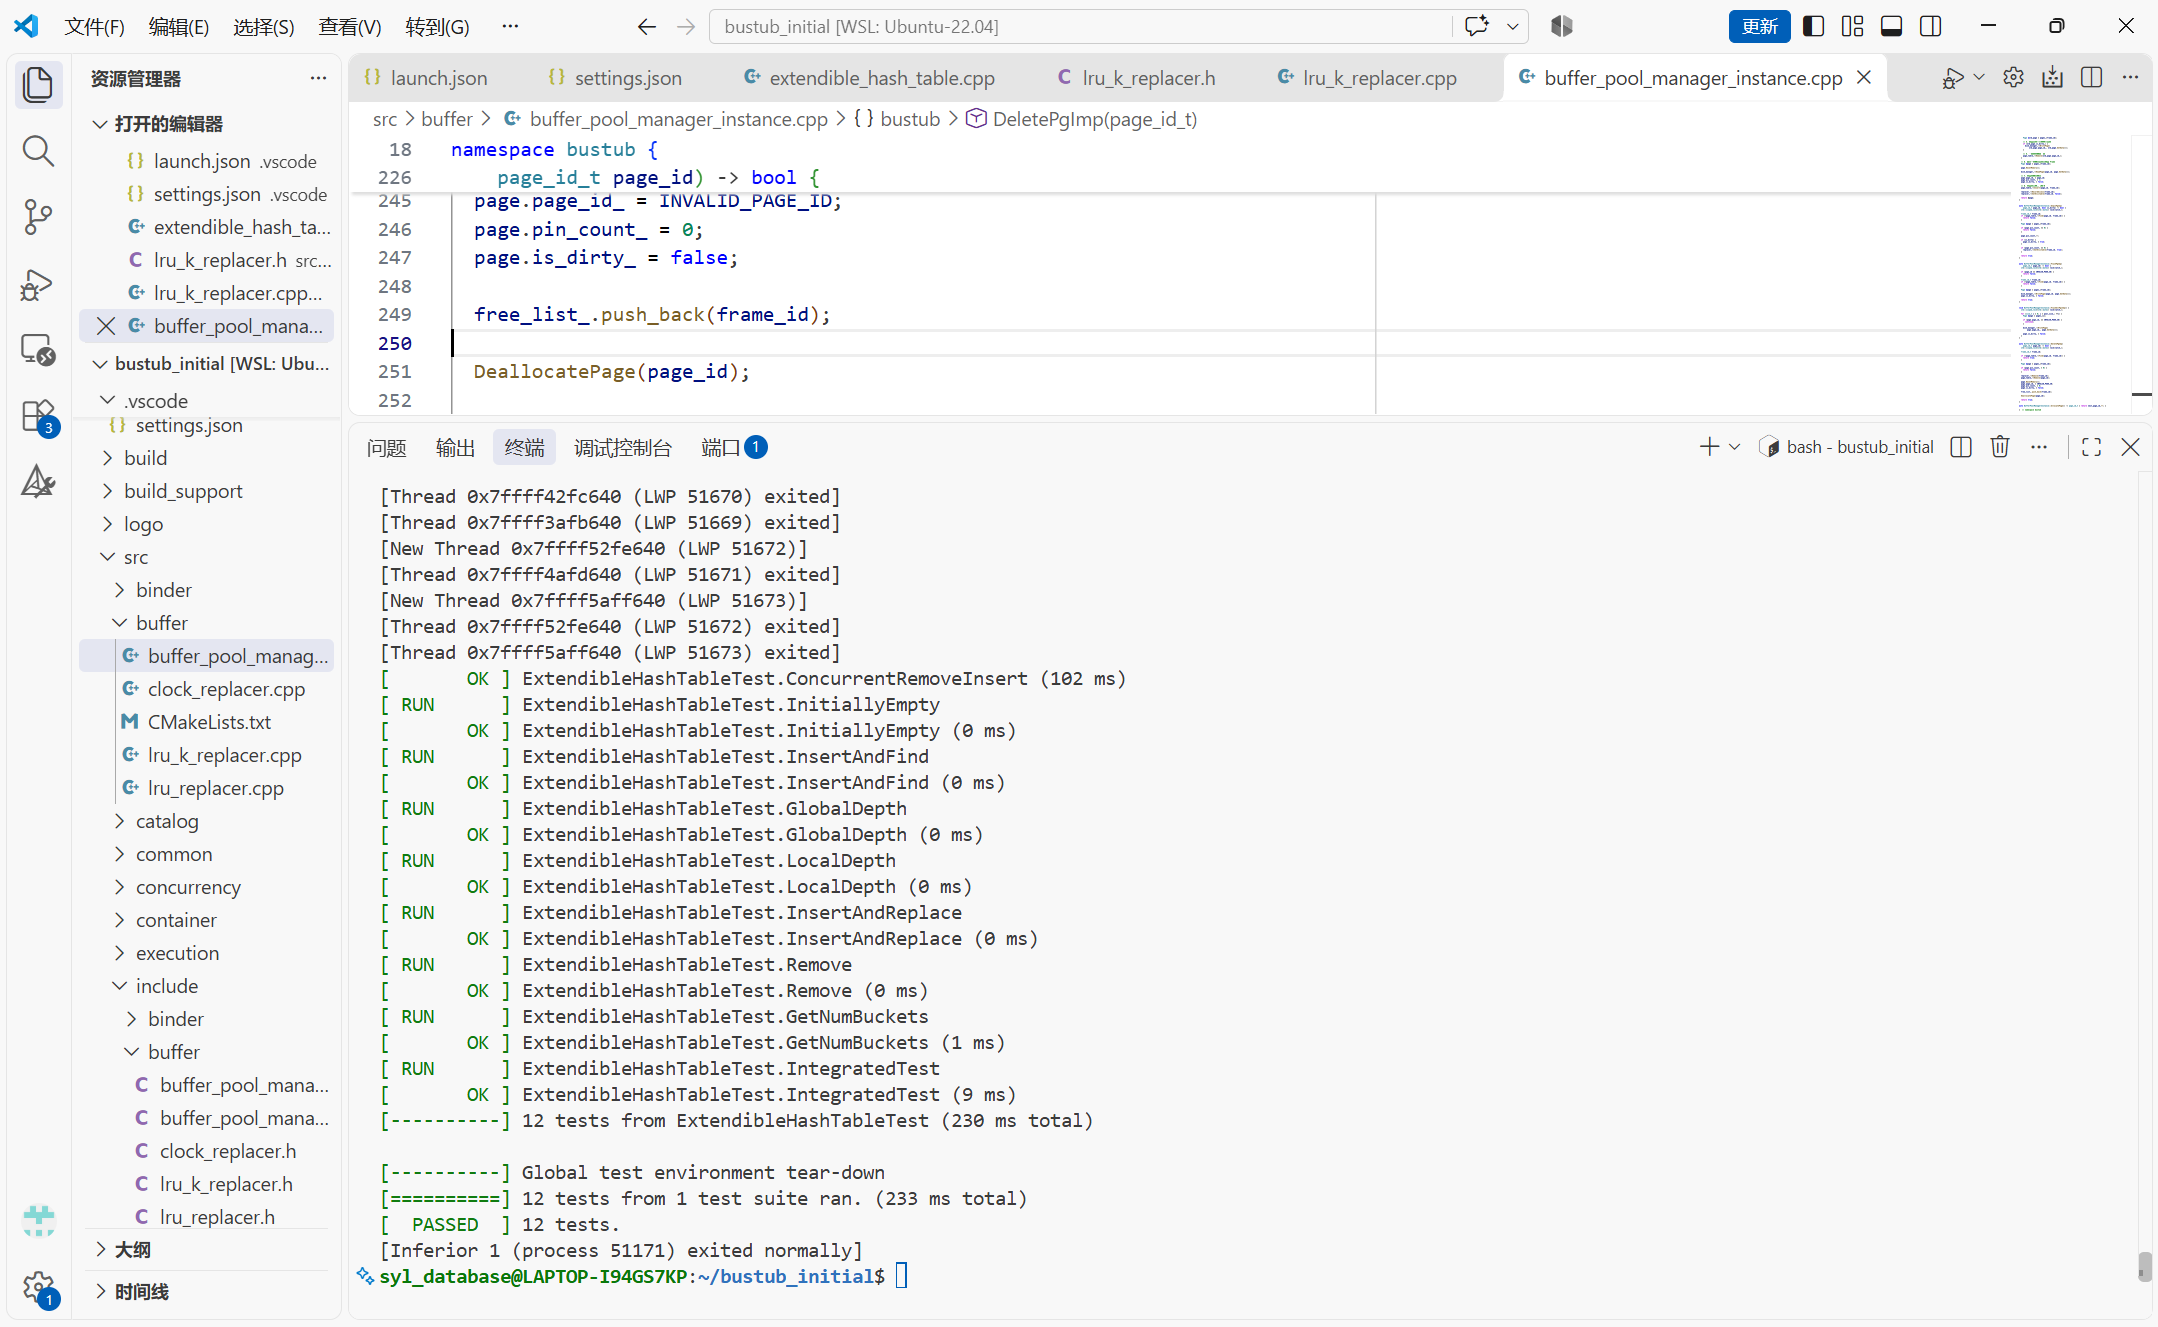 文件(F) 编辑(E) 选择(S) 查看(V) 转到(G) ··· bustub_initial [WSL: Ubuntu-22.04] 更新
资源管理器 ···
打开的编辑器
launch.json .vscode
settings.json .vscode
extendible_hash_ta...
lru_k_replacer.h src...
lru_k_replacer.cpp...
buffer_pool_mana...
bustub_initial [WSL: Ubu...
.vscode
settings.json
build
build_support
logo
src
binder
buffer
buffer_pool_manag...
clock_replacer.cpp
CMakeLists.txt
lru_k_replacer.cpp
lru_replacer.cpp
catalog
common
concurrency
container
execution
include
binder
buffer
buffer_pool_mana...
buffer_pool_mana...
clock_replacer.h
lru_k_replacer.h
lru_replacer.h
大纲
时间线
3
1
launch.json settings.json extendible_hash_table.cpp lru_k_replacer.h lru_k_replacer.cpp buffer_pool_manager_instance.cpp
src > buffer > buffer_pool_manager_instance.cpp > {} bustub > DeletePgImp(page_id_t)
18 namespace bustub {
226 page_id_t page_id) -> bool {
245 page.page_id_ = INVALID_PAGE_ID;
246 page.pin_count_ = 0;
247 page.is_dirty_ = false;
248
249 free_list_.push_back(frame_id);
250
251 DeallocatePage(page_id);
252
问题 输出 终端 调试控制台 端口 1 bash - bustub_initial
[Thread 0x7ffff42fc640 (LWP 51670) exited]
[Thread 0x7ffff3afb640 (LWP 51669) exited]
[New Thread 0x7ffff52fe640 (LWP 51672)]
[Thread 0x7ffff4afd640 (LWP 51671) exited]
[New Thread 0x7ffff5aff640 (LWP 51673)]
[Thread 0x7ffff52fe640 (LWP 51672) exited]
[Thread 0x7ffff5aff640 (LWP 51673) exited]
[       OK ] ExtendibleHashTableTest.ConcurrentRemoveInsert (102 ms)
[ RUN      ] ExtendibleHashTableTest.InitiallyEmpty
[       OK ] ExtendibleHashTableTest.InitiallyEmpty (0 ms)
[ RUN      ] ExtendibleHashTableTest.InsertAndFind
[       OK ] ExtendibleHashTableTest.InsertAndFind (0 ms)
[ RUN      ] ExtendibleHashTableTest.GlobalDepth
[       OK ] ExtendibleHashTableTest.GlobalDepth (0 ms)
[ RUN      ] ExtendibleHashTableTest.LocalDepth
[       OK ] ExtendibleHashTableTest.LocalDepth (0 ms)
[ RUN      ] ExtendibleHashTableTest.InsertAndReplace
[       OK ] ExtendibleHashTableTest.InsertAndReplace (0 ms)
[ RUN      ] ExtendibleHashTableTest.Remove
[       OK ] ExtendibleHashTableTest.Remove (0 ms)
[ RUN      ] ExtendibleHashTableTest.GetNumBuckets
[       OK ] ExtendibleHashTableTest.GetNumBuckets (1 ms)
[ RUN      ] ExtendibleHashTableTest.IntegratedTest
[       OK ] ExtendibleHashTableTest.IntegratedTest (9 ms)
[----------] 12 tests from ExtendibleHashTableTest (230 ms total)
[----------] Global test environment tear-down
[==========] 12 tests from 1 test suite ran. (233 ms total)
[  PASSED  ] 12 tests.
[Inferior 1 (process 51171) exited normally]
syl_database@LAPTOP-I94GS7KP:~/bustub_initial$